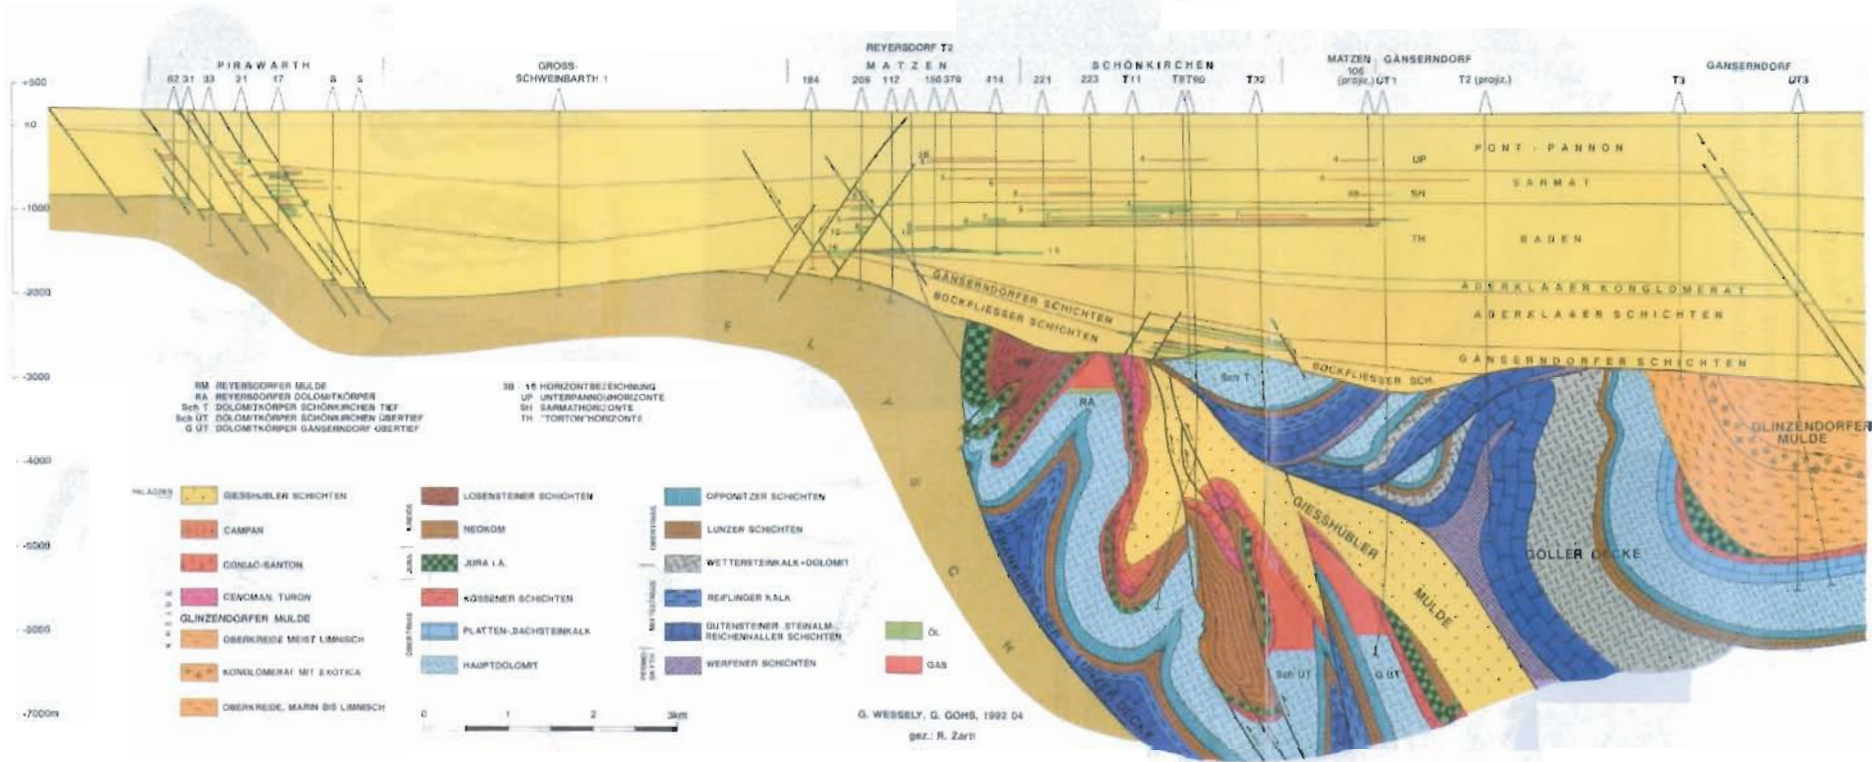 REYERSDORF T2
PIRAWARTH
GROSS-
SCHWEINBARTH 1
MATZEN
SCHÖNKIRCHEN
MATZEN
106
(projiz.)
GÄNSERNDORF
GÄNSERNDORF
62 31 33 21 17 8 5
184 205 112 156 378 414 221 223 T11 T32
ÜT1
T2 (projiz.)
T3
ÜT3
+500
±0
-1000
-2000
-3000
-4000
-5000
-6000
-7000m
UP
PONT - PANNON
SH
SARMAT
TH
BADEN
ADERKLAAER KONGLOMERAT
ADERKLAAER SCHICHTEN
GÄNSERNDORFER SCHICHTEN
GÄNSERNDORFER SCHICHTEN
BOCKFLIESSER SCHICHTEN
BOCKFLIESSER SCH.
FLYSCH
RM
RA
Sch T
Sch ÜT
G ÜT
GLINZENDORFER
MULDE
GIESSHÜBLER
MULDE
GÖLLER DECKE
FRANKENFELSER - LUNZER DECKE
RM REYERSDORFER MULDE
RA REYERSDORFER DOLOMITKÖRPER
Sch T DOLOMITKÖRPER SCHÖNKIRCHEN TIEF
Sch ÜT DOLOMITKÖRPER SCHÖNKIRCHEN ÜBERTIEF
G ÜT DOLOMITKÖRPER GÄNSERNDORF ÜBERTIEF
3B - 16 HORIZONTBEZEICHNUNG
UP UNTERPANNONHORIZONTE
SH SARMATHORIZONTE
TH "TORTON"HORIZONTE
PALÄOZEN
GIESSHÜBLER SCHICHTEN
CAMPAN
CONIAC-SANTON
CENOMAN, TURON
KREIDE
GLINZENDORFER MULDE
OBERKREIDE MEIST LIMNISCH
KONGLOMERAT MIT EXOTICA
OBERKREIDE, MARIN BIS LIMNISCH
KREIDE
LOSENSTEINER SCHICHTEN
NEOKOM
JURA
JURA i.A.
OBERTRIAS
KÖSSENER SCHICHTEN
PLATTEN-, DACHSTEINKALK
HAUPTDOLOMIT
OBERTRIAS
OPPONITZER SCHICHTEN
LUNZER SCHICHTEN
MITTELTRIAS
WETTERSTEINKALK+DOLOMIT
REIFLINGER KALK
GUTENSTEINER-, STEINALM-
REICHENHALLER SCHICHTEN
WERFENER SCHICHTEN
ÖL
GAS
0 1 2 3km
G. WESSELY, G. GOHS, 1992 04
gez.: R. Zartl